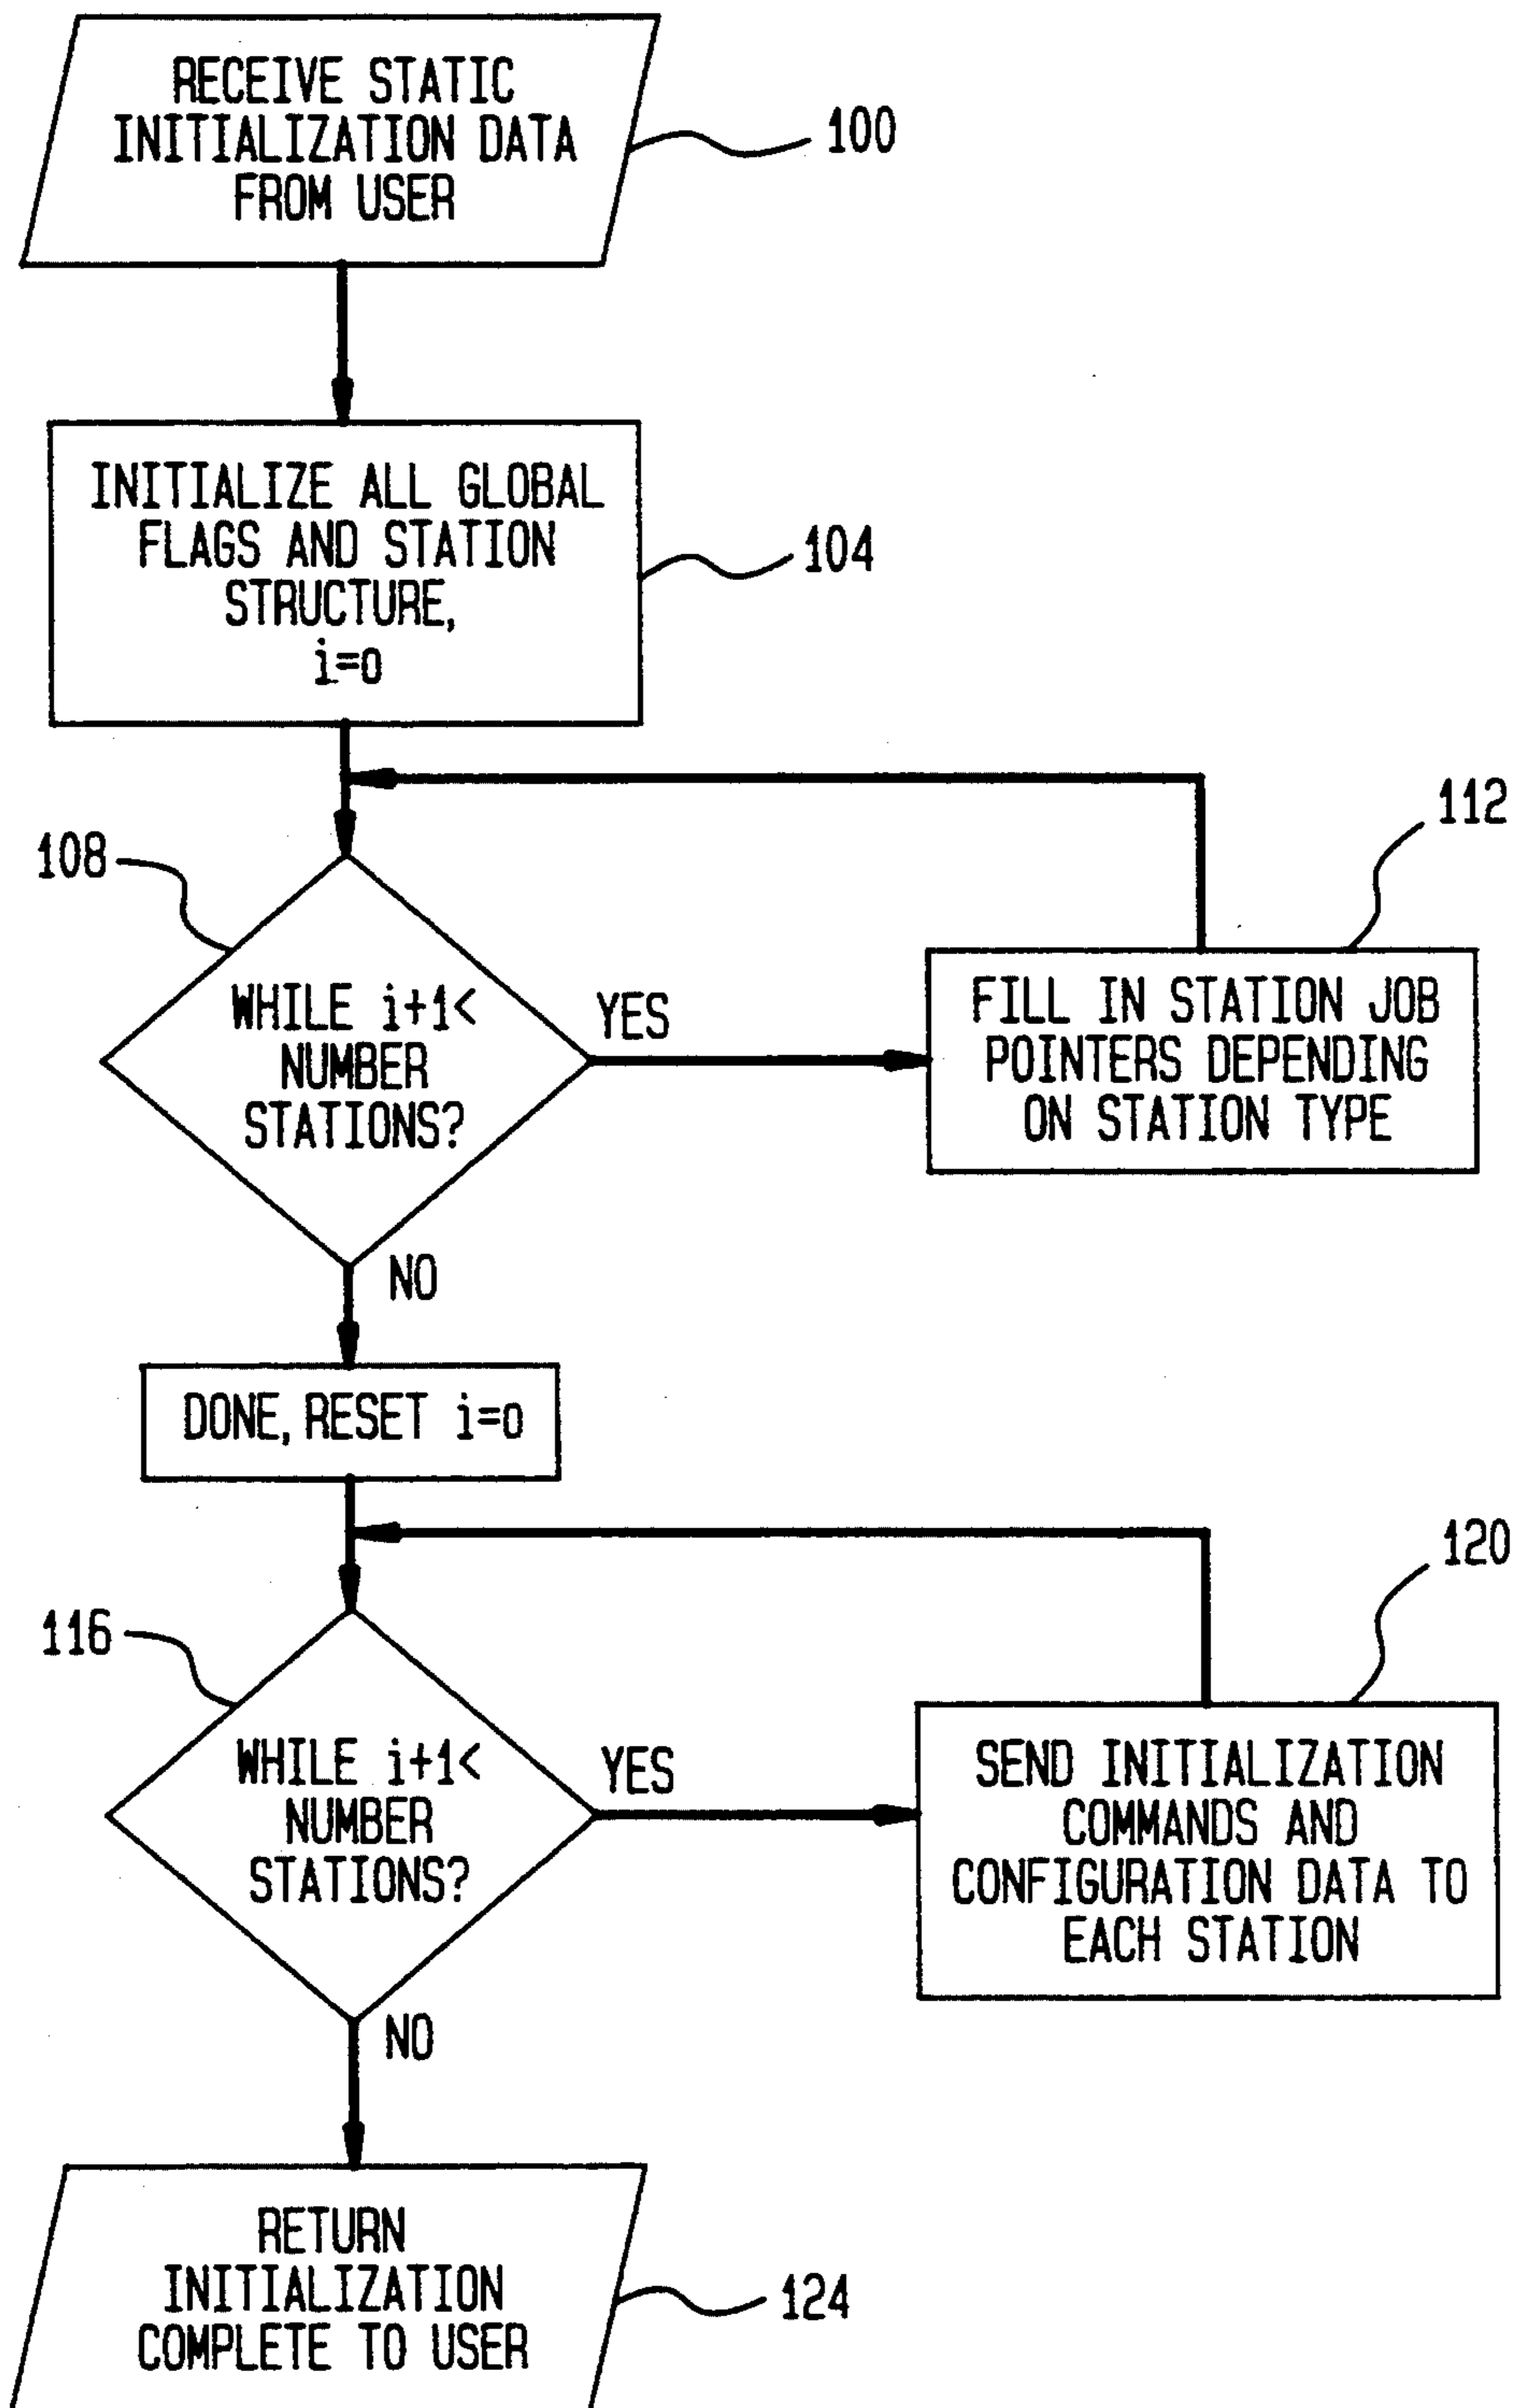 RECEIVE STATIC
INITIALIZATION DATA
FROM USER
100
INITIALIZE ALL GLOBAL
FLAGS AND STATION
STRUCTURE,
i=o
104
108
WHILE i+1<
NUMBER
STATIONS?
YES
112
FILL IN STATION JOB
POINTERS DEPENDING
ON STATION TYPE
NO
DONE, RESET i=o
116
WHILE i+1<
NUMBER
STATIONS?
YES
120
SEND INITIALIZATION
COMMANDS AND
CONFIGURATION DATA TO
EACH STATION
NO
RETURN
INITIALIZATION
COMPLETE TO USER
124